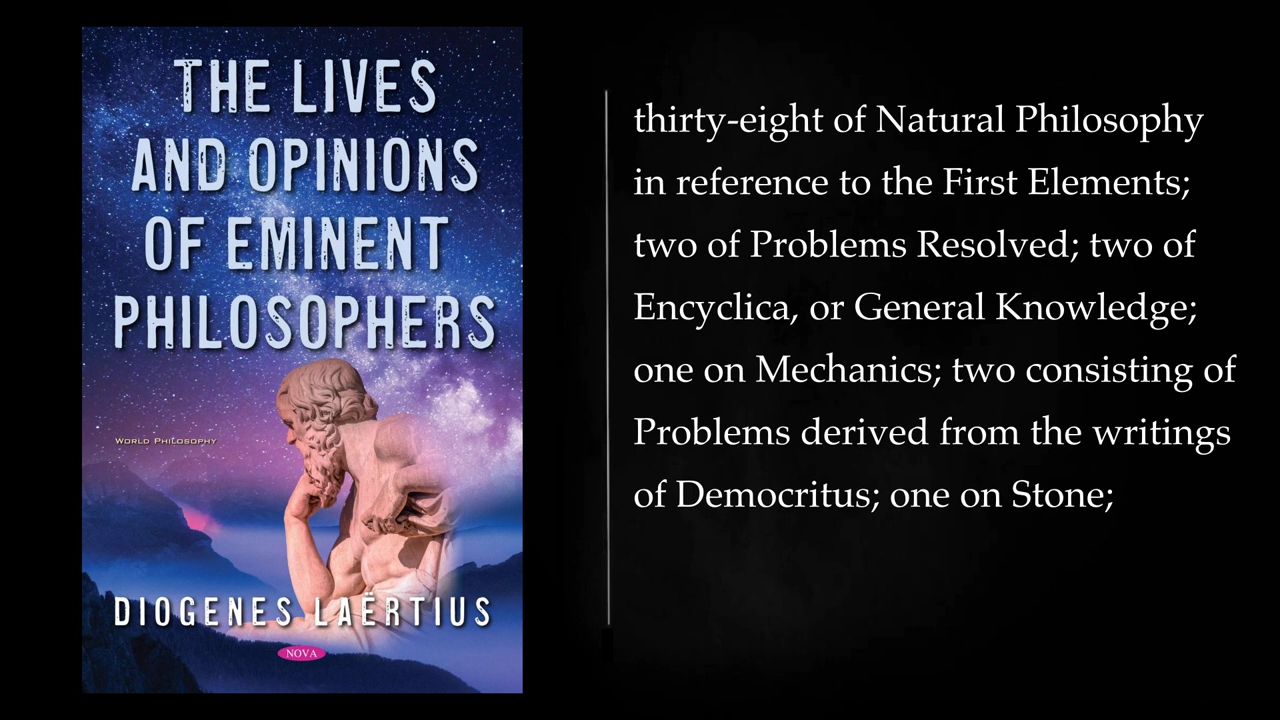 THE LIVES
AND OPINIONS
OF EMINENT
PHILOSOPHERS
WORLD PHILOSOPHY
DIOGENES LAËRTIUS
NOVA
thirty-eight of Natural Philosophy
in reference to the First Elements;
two of Problems Resolved; two of
Encyclica, or General Knowledge;
one on Mechanics; two consisting of
Problems derived from the writings
of Democritus; one on Stone;